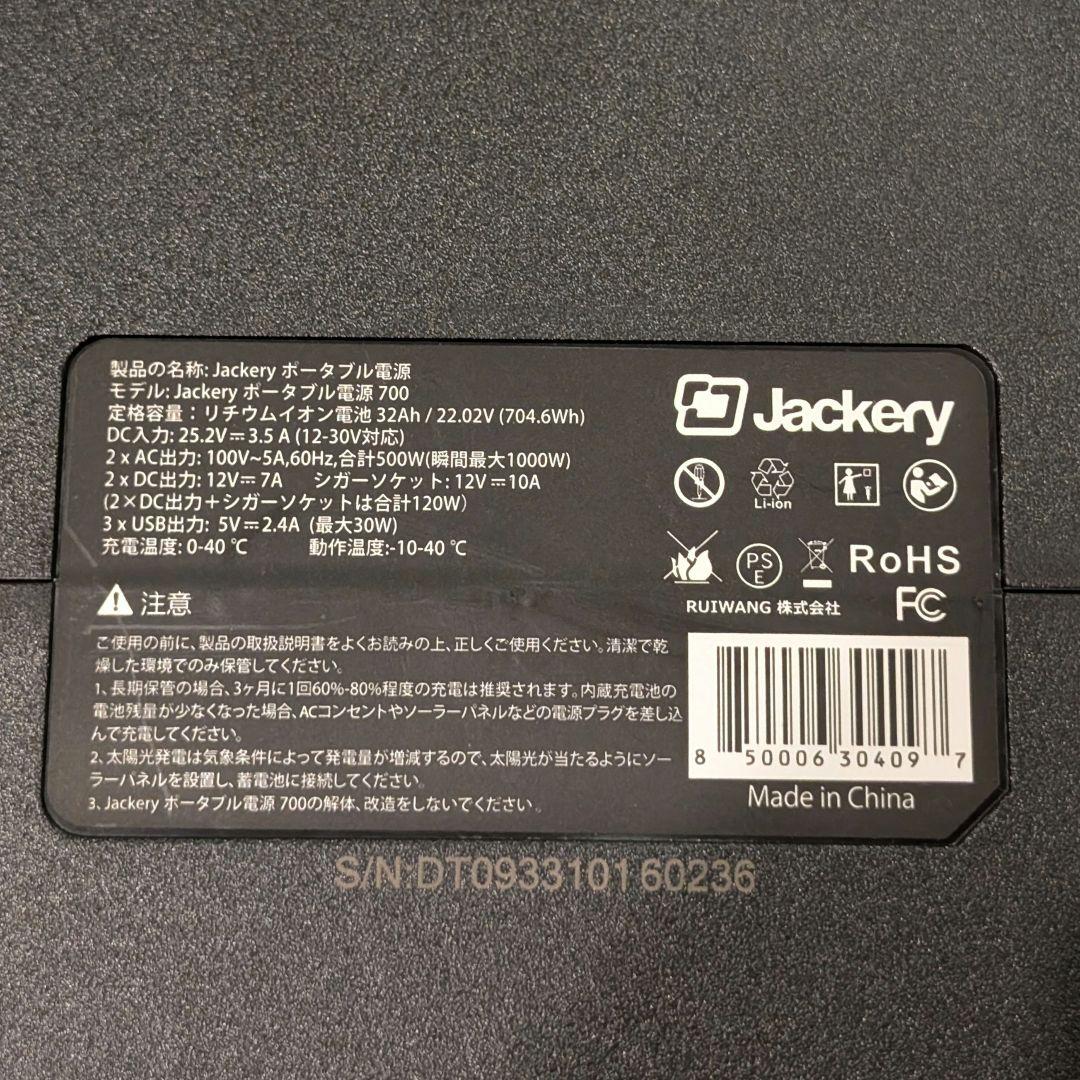 製品の名称: Jackery ポータブル電源
モデル: Jackery ポータブル電源 700
定格容量：リチウムイオン電池 32Ah / 22.02V (704.6Wh)
DC入力: 25.2V⎓3.5 A (12-30V対応)
2 x AC出力: 100V~5A,60Hz,合計500W(瞬間最大1000W)
2 x DC出力: 12V⎓7A シガーソケット: 12V⎓10A
(2×DC出力＋シガーソケットは合計120W)
3 x USB出力: 5V⎓2.4A (最大30W)
充電温度: 0-40 ℃ 動作温度:-10-40 ℃
注意
ご使用の前に、製品の取扱説明書をよくお読みの上、正しくご使用ください。清潔で乾
燥した環境でのみ保管してください。
1、長期保管の場合、3ヶ月に1回60%-80%程度の充電は推奨されます。内蔵充電池の
電池残量が少なくなった場合、ACコンセントやソーラーパネルなどの電源プラグを差し込
んで充電してください。
2、太陽光発電は気象条件によって発電量が増減するので、太陽光が当たるようにソー
ラーパネルを設置し、蓄電池に接続してください。
3、Jackery ポータブル電源 700の解体、改造をしないでください。
Jackery
Li-ion
PS
E
RoHS
RUIWANG 株式会社
FC
8 50006 30409 7
Made in China
S/N:DT093310160236